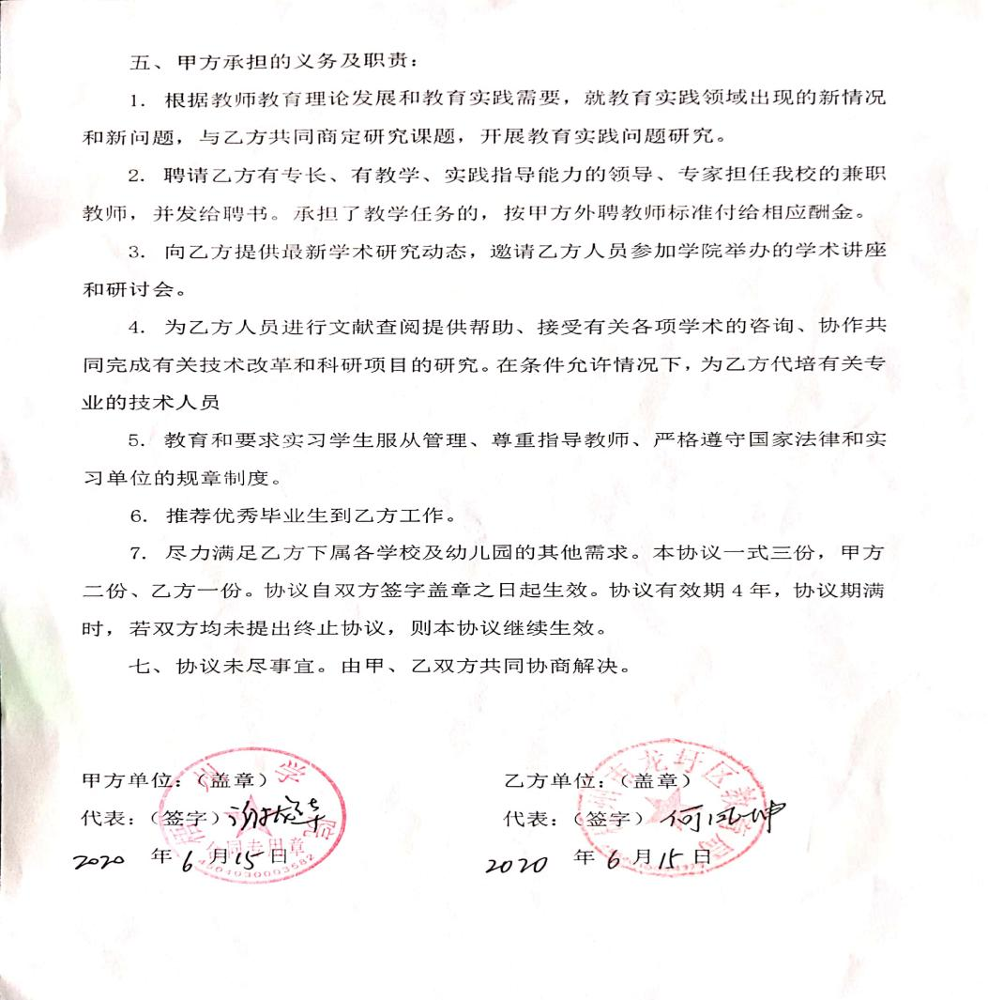 五、甲方承担的义务及职责：
1. 根据教师教育理论发展和教育实践需要，就教育实践领域出现的新情况
和新问题，与乙方共同商定研究课题，开展教育实践问题研究。
2. 聘请乙方有专长、有教学、实践指导能力的领导、专家担任我校的兼职
教师，并发给聘书。承担了教学任务的，按甲方外聘教师标准付给相应酬金。
3. 向乙方提供最新学术研究动态，邀请乙方人员参加学院举办的学术讲座
和研讨会。
4. 为乙方人员进行文献查阅提供帮助、接受有关各项学术的咨询、协作共
同完成有关技术改革和科研项目的研究。在条件允许情况下，为乙方代培有关专
业的技术人员
5. 教育和要求实习学生服从管理、尊重指导教师、严格遵守国家法律和实
习单位的规章制度。
6. 推荐优秀毕业生到乙方工作。
7. 尽力满足乙方下属各学校及幼儿园的其他需求。本协议一式三份，甲方
二份、乙方一份。协议自双方签字盖章之日起生效。协议有效期 4 年，协议期满
时，若双方均未提出终止协议，则本协议继续生效。
七、协议未尽事宜。由甲、乙双方共同协商解决。
甲方单位：（盖章）
代表：（签字）
2020 年 6 月 15 日
州学院
合同专用章
乙方单位：（盖章）
代表：（签字）何
2020 年 6 月 15 日
州市龙圩区教育局